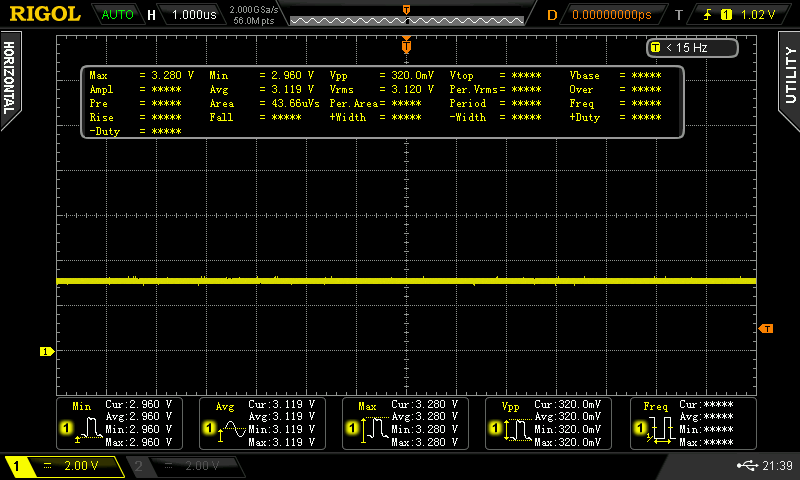 RIGOL AUTO H 1.000us 2.000GSa/s 56.0Mpts T D 0.00000000ps T 1 1.02 V
HORIZONTAL
UTILITY
T < 15 Hz
Max = 3.280 V Min = 2.960 V Vpp = 320.0mV Vtop = ***** Vbase = *****
Ampl = ***** Avg = 3.119 V Vrms = 3.120 V Per.Vrms= ***** Over = *****
Pre = ***** Area = 43.66uVs Per.Area= ***** Period = ***** Freq = *****
Rise = ***** Fall = ***** +Width = ***** -Width = ***** +Duty = *****
-Duty = *****
T
T
1
Min Cur:2.960 V Avg Cur:3.119 V Max Cur:3.280 V Vpp Cur:320.0mV Freq Cur:*****
Avg:2.960 V Avg:3.119 V Avg:3.280 V Avg:320.0mV Avg:*****
1 Min:2.960 V 1 Min:3.119 V 1 Min:3.280 V 1 Min:320.0mV 1 Min:*****
Max:2.960 V Max:3.119 V Max:3.280 V Max:320.0mV Max:*****
1 2.00 V 2 2.00 V 21:39